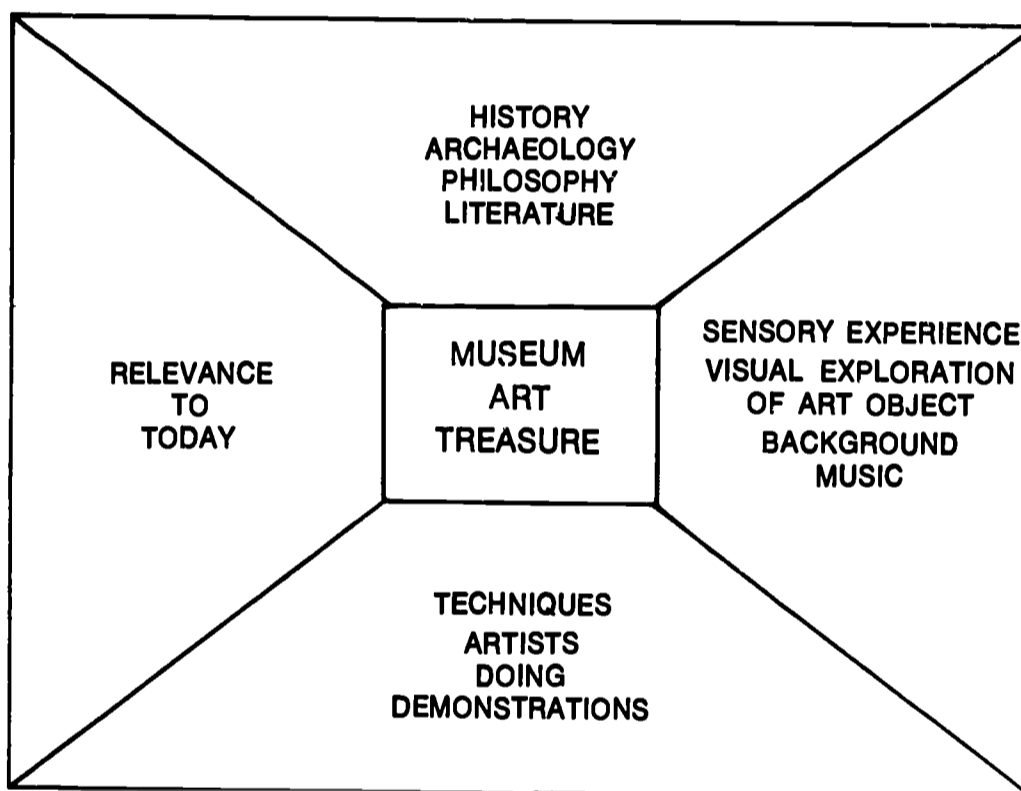 HISTORY
ARCHAEOLOGY
PHILOSOPHY
LITERATURE
RELEVANCE
TO
TODAY
MUSEUM
ART
TREASURE
SENSORY EXPERIENCE
VISUAL EXPLORATION
OF ART OBJECT
BACKGROUND
MUSIC
TECHNIQUES
ARTISTS
DOING
DEMONSTRATIONS